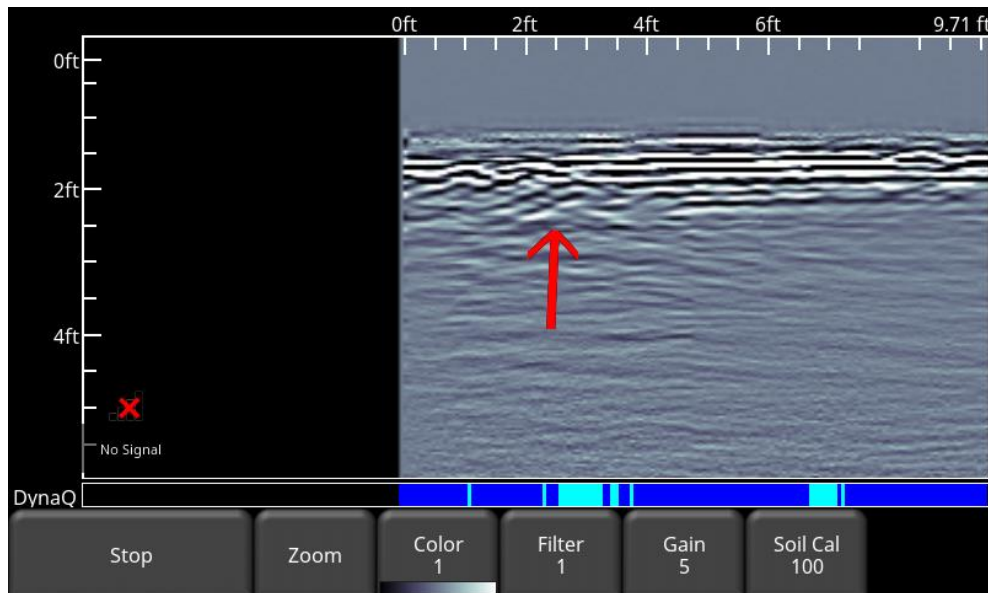 0ft 2ft 4ft 6ft 9.71 ft
0ft
2ft
4ft
No Signal
DynaQ
Stop
Zoom
Color
1
Filter
1
Gain
5
Soil Cal
100